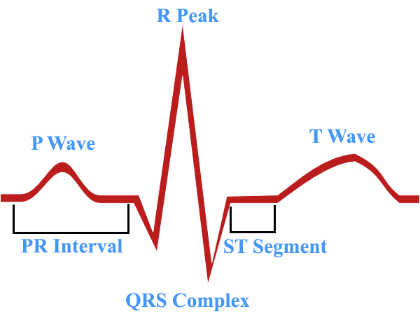 R Peak
P Wave
T Wave
PR Interval
ST Segment
QRS Complex